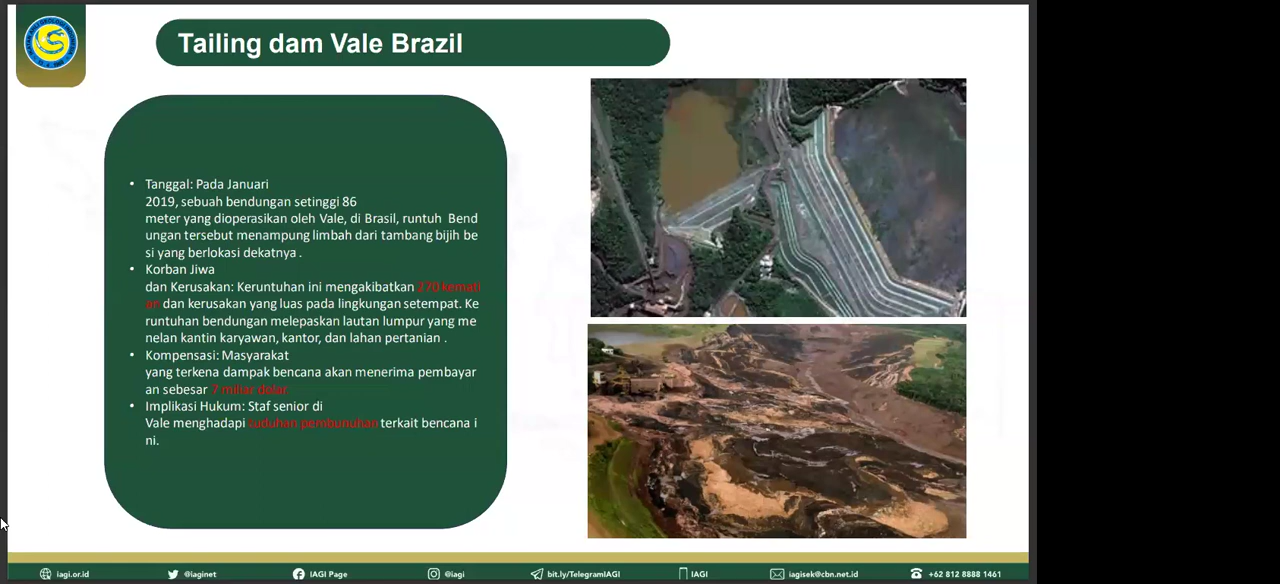 Tailing dam Vale Brazil
• Tanggal: Pada Januari
2019, sebuah bendungan setinggi 86
meter yang dioperasikan oleh Vale, di Brasil, runtuh Bend
ungan tersebut menampung limbah dari tambang bijih be
si yang berlokasi dekatnya .
• Korban Jiwa
dan Kerusakan: Keruntuhan ini mengakibatkan 270 kemati
an dan kerusakan yang luas pada lingkungan setempat. Ke
runtuhan bendungan melepaskan lautan lumpur yang me
nelan kantin karyawan, kantor, dan lahan pertanian .
• Kompensasi: Masyarakat
yang terkena dampak bencana akan menerima pembayar
an sebesar 7 miliar dolar
• Implikasi Hukum: Staf senior di
Vale menghadapi tuduhan pembunuhan terkait bencana i
ni.
iagi.or.id
@iaginet
IAGI Page
@iagi
bit.ly/TelegramIAGI
IAGI
iagisek@cbn.net.id
+62 812 8888 1461